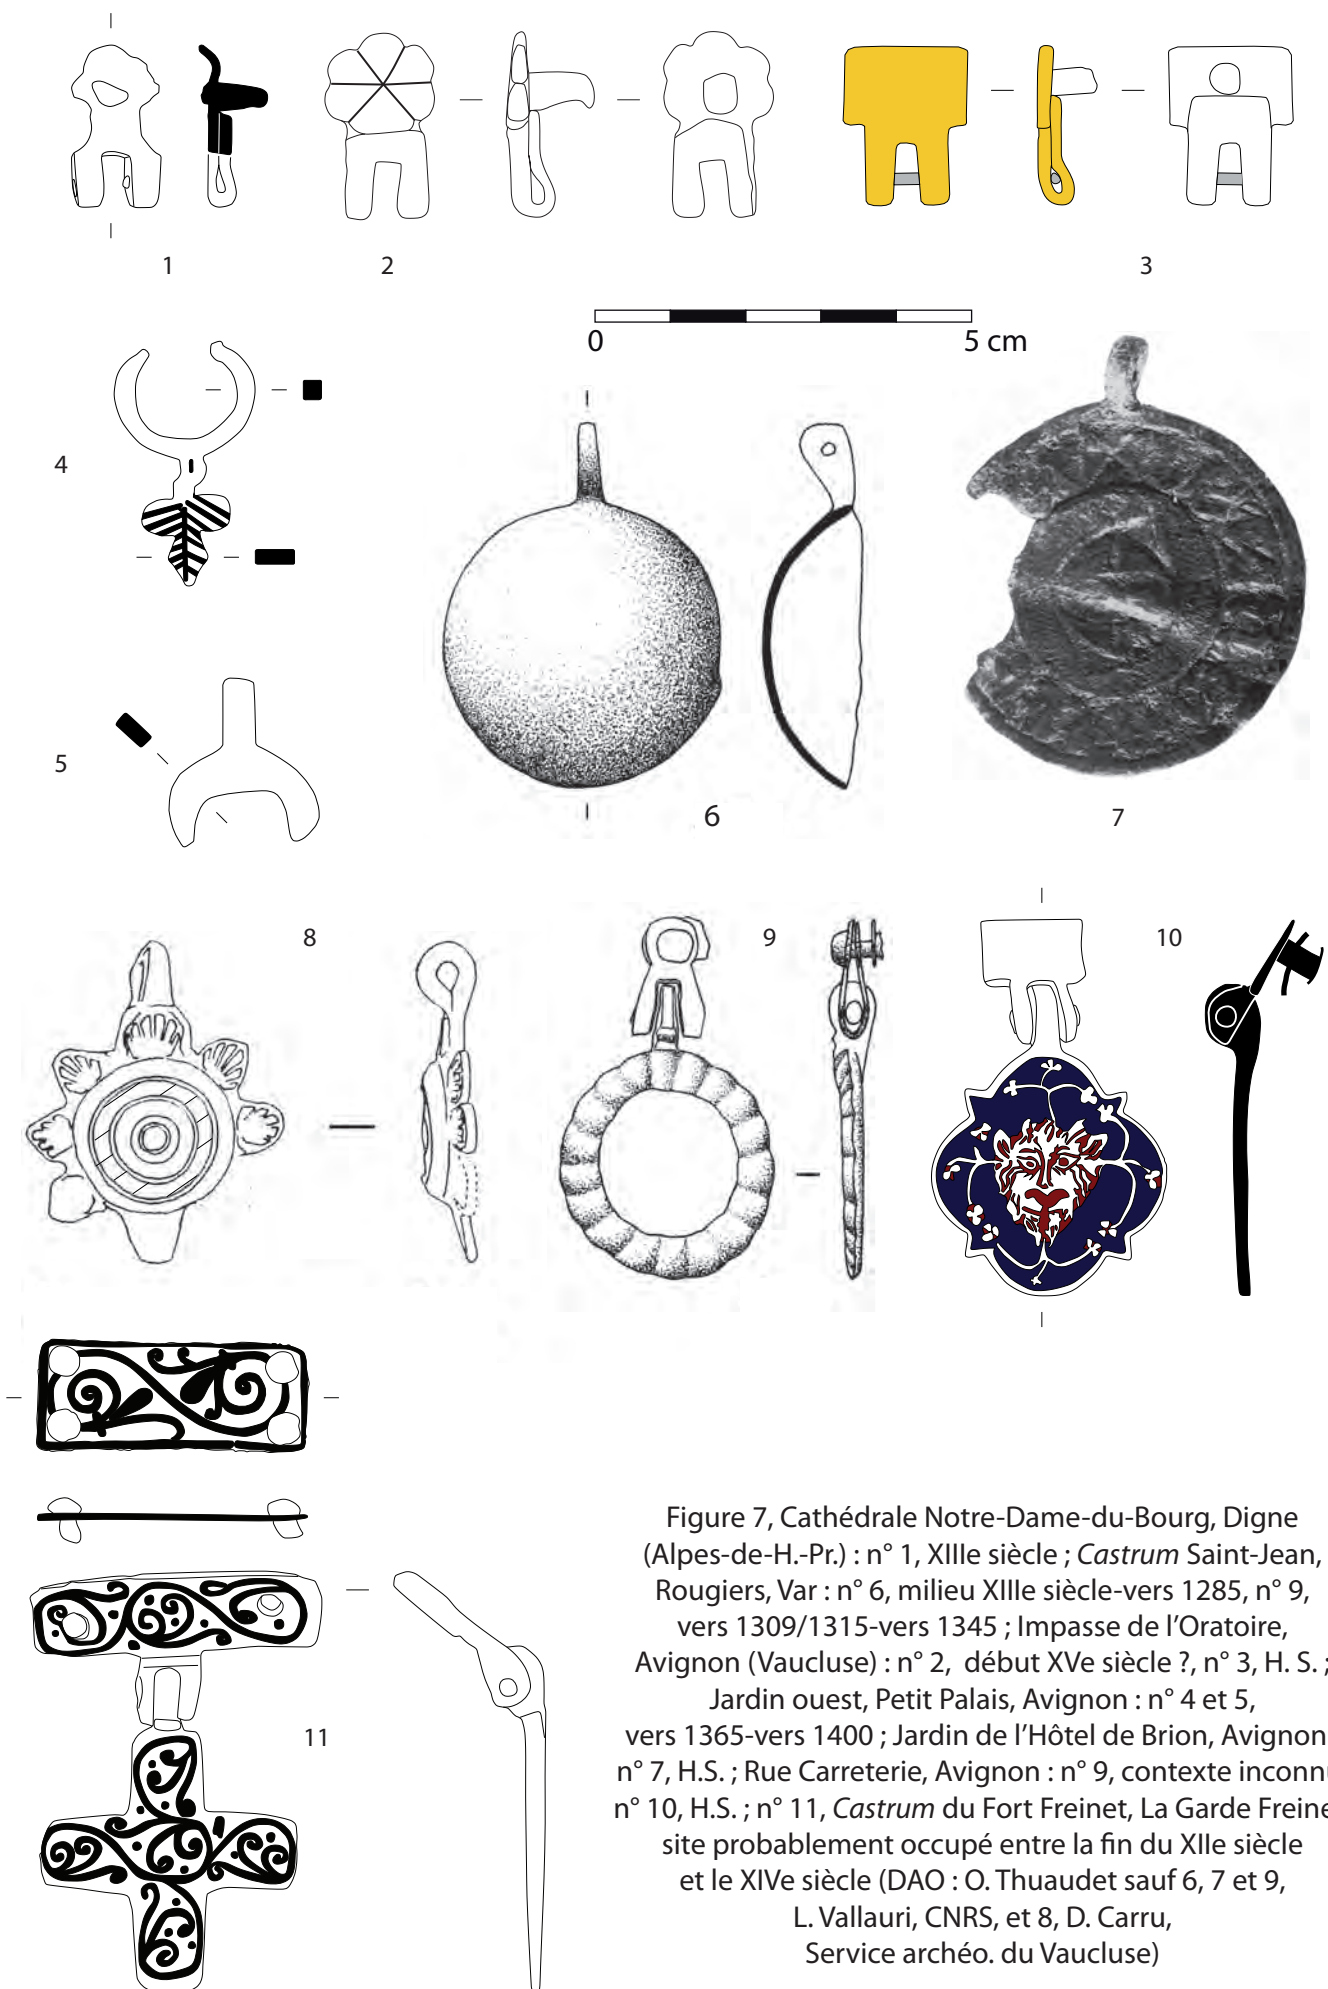 1
2
3
0
5 cm
4
5
6
7
8
9
10
11
Figure 7, Cathédrale Notre-Dame-du-Bourg, Digne
(Alpes-de-H.-Pr.) : n° 1, XIIIe siècle ; Castrum Saint-Jean,
Rougiers, Var : n° 6, milieu XIIIe siècle-vers 1285, n° 9,
vers 1309/1315-vers 1345 ; Impasse de l'Oratoire,
Avignon (Vaucluse) : n° 2, début XVe siècle ?, n° 3, H. S. ;
Jardin ouest, Petit Palais, Avignon : n° 4 et 5,
vers 1365-vers 1400 ; Jardin de l'Hôtel de Brion, Avignon
n° 7, H.S. ; Rue Carreterie, Avignon : n° 9, contexte inconnu
n° 10, H.S. ; n° 11, Castrum du Fort Freinet, La Garde Freine
site probablement occupé entre la fin du XIIe siècle
et le XIVe siècle (DAO : O. Thuaudet sauf 6, 7 et 9,
L. Vallauri, CNRS, et 8, D. Carru,
Service archéo. du Vaucluse)